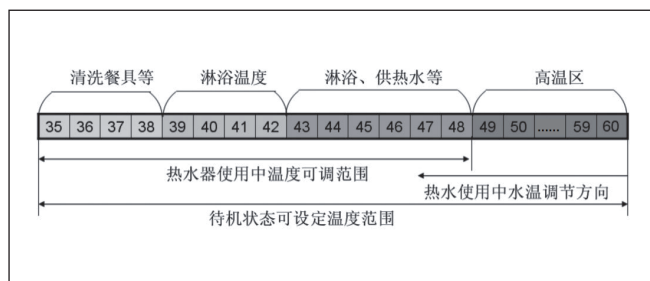 清洗餐具等 淋浴温度 淋浴、供热水等 高温区
35 36 37 38 39 40 41 42 43 44 45 46 47 48 49 50 ...... 59 60
热水器使用中温度可调范围
热水使用中水温调节方向
待机状态可设定温度范围